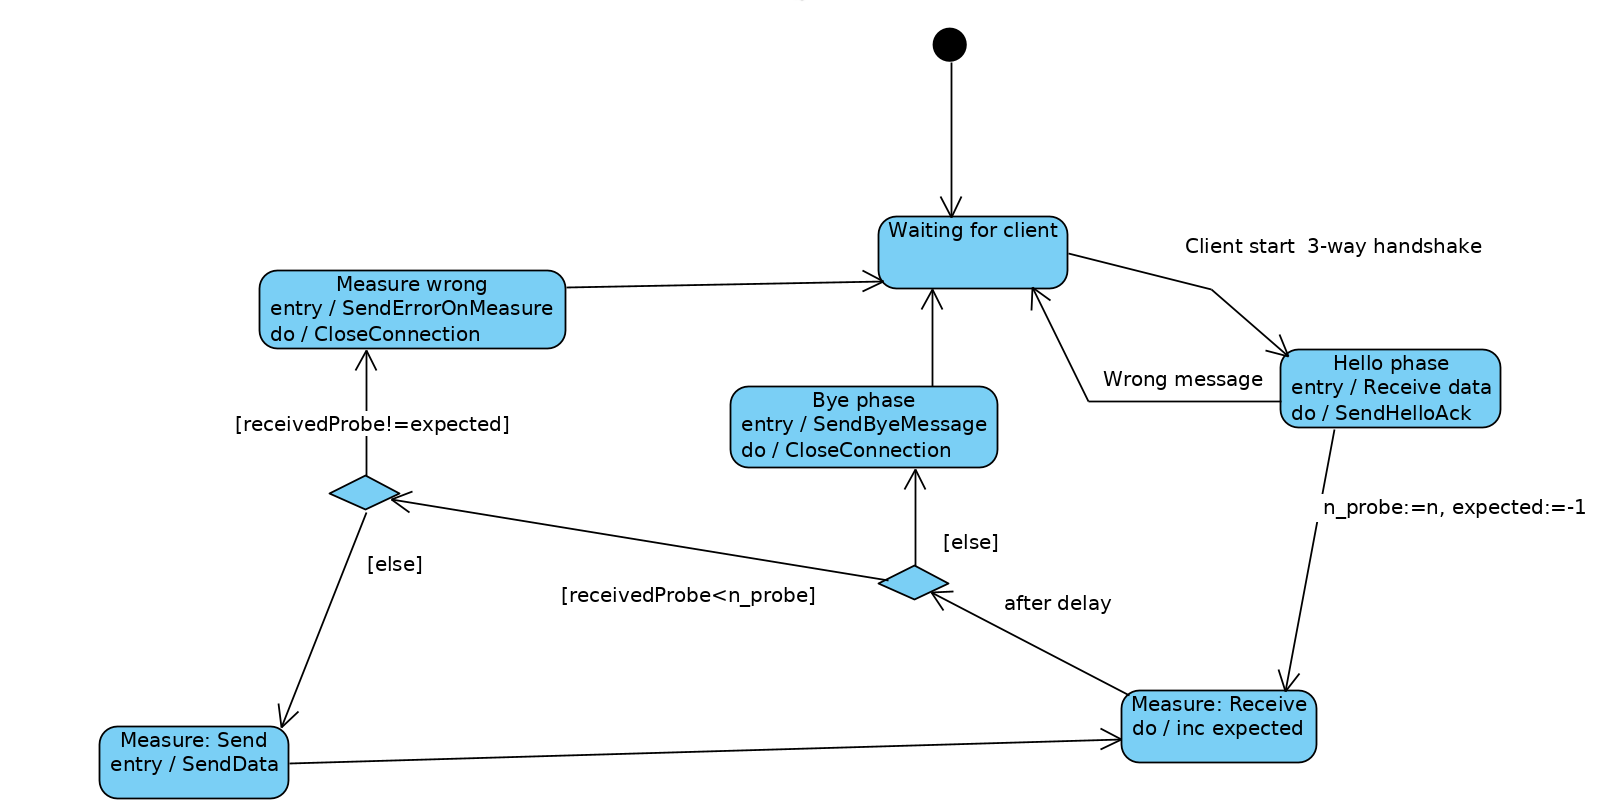 Waiting for client
Client start  3-way handshake
Measure wrong
entry / SendErrorOnMeasure
do / CloseConnection
Hello phase
entry / Receive data
do / SendHelloAck
Wrong message
Bye phase
entry / SendByeMessage
do / CloseConnection
[receivedProbe!=expected]
n_probe:=n, expected:=-1
[else]
[else]
[receivedProbe<n_probe]
after delay
Measure: Receive
do / inc expected
Measure: Send
entry / SendData